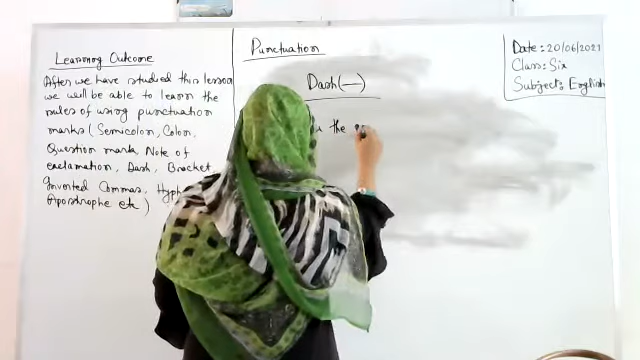 Learning Outcome
After we have studied this lesson
we will be able to learn the
rules of using punctuation
marks (Semicolon, Colon,
Question mark, Note of
exclamation, Dash, Bracket
Inverted Commas, Hyph
Apostrophe etc)
Punctuation
Dash (—)
the
Date: 20/06/2021
Class: Six
Subject: English